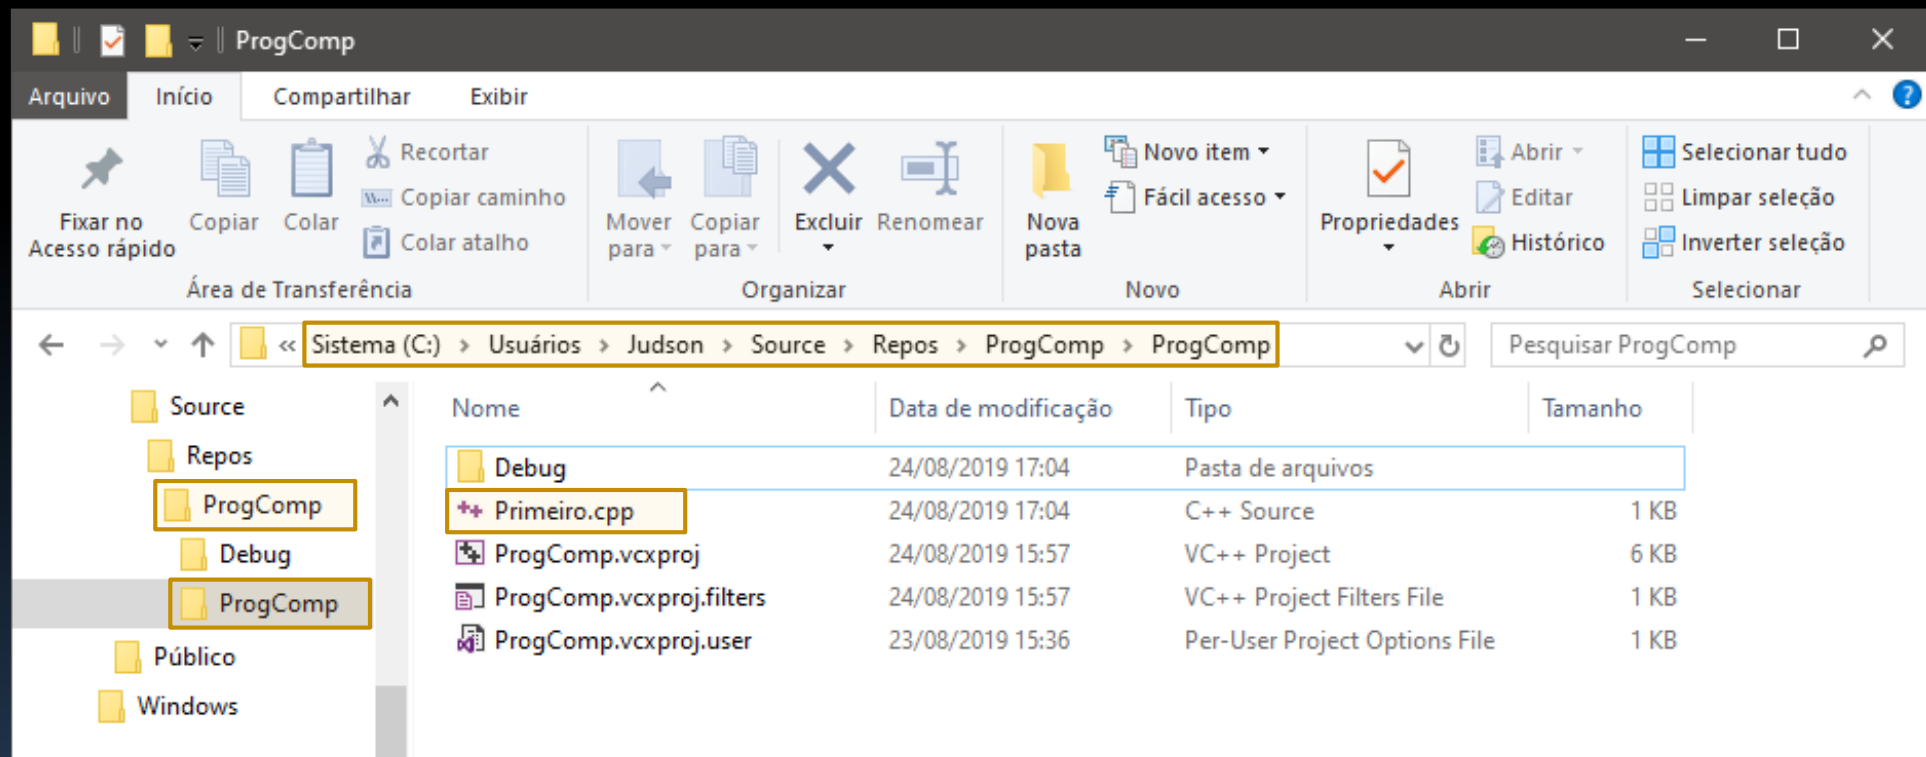 ProgComp
Arquivo Início Compartilhar Exibir
Fixar no
Acesso rápido
Copiar
Colar
Recortar
Copiar caminho
Colar atalho
Área de Transferência
Mover
para
Copiar
para
Excluir
Renomear
Organizar
Nova
pasta
Novo item
Fácil acesso
Novo
Propriedades
Abrir
Editar
Histórico
Abrir
Selecionar tudo
Limpar seleção
Inverter seleção
Selecionar
« Sistema (C:) > Usuários > Judson > Source > Repos > ProgComp > ProgComp
Pesquisar ProgComp
Source
Repos
ProgComp
Debug
ProgComp
Público
Windows
Nome Data de modificação Tipo Tamanho
Debug 24/08/2019 17:04 Pasta de arquivos
Primeiro.cpp 24/08/2019 17:04 C++ Source 1 KB
ProgComp.vcxproj 24/08/2019 15:57 VC++ Project 6 KB
ProgComp.vcxproj.filters 24/08/2019 15:57 VC++ Project Filters File 1 KB
ProgComp.vcxproj.user 23/08/2019 15:36 Per-User Project Options File 1 KB